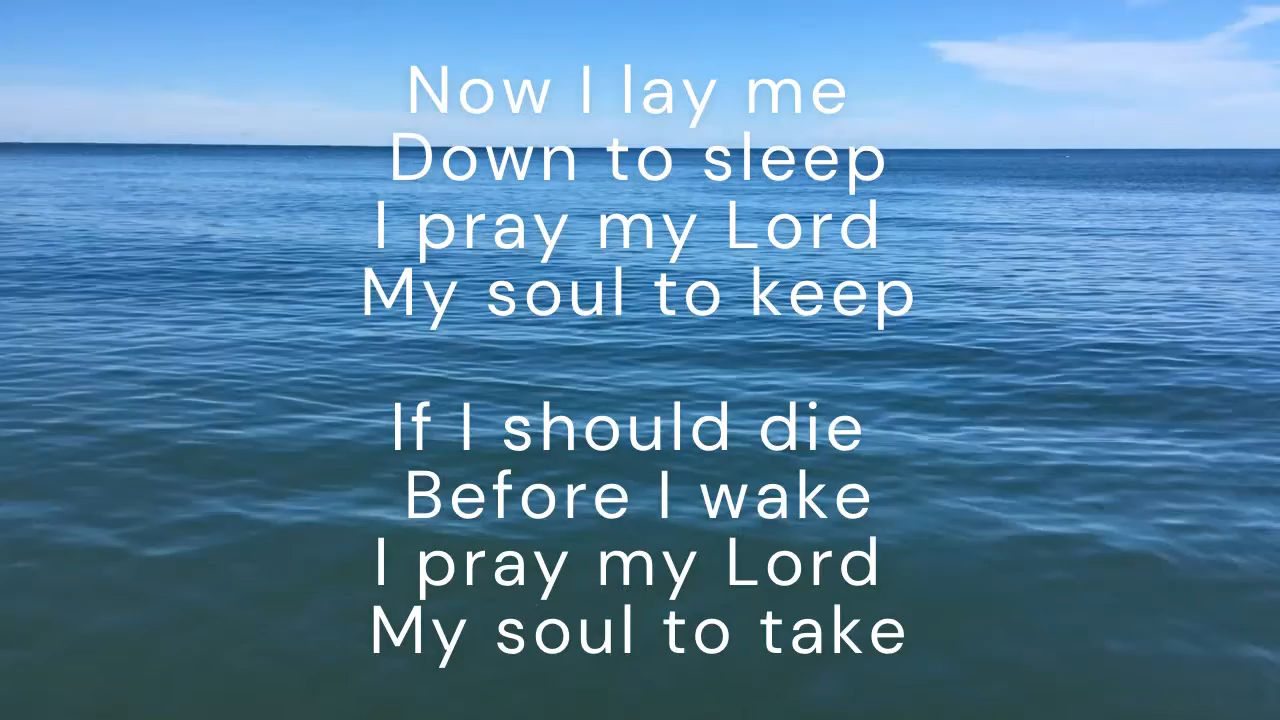 Now I lay me
Down to sleep
I pray my Lord
My soul to keep
If I should die
Before I wake
I pray my Lord
My soul to take